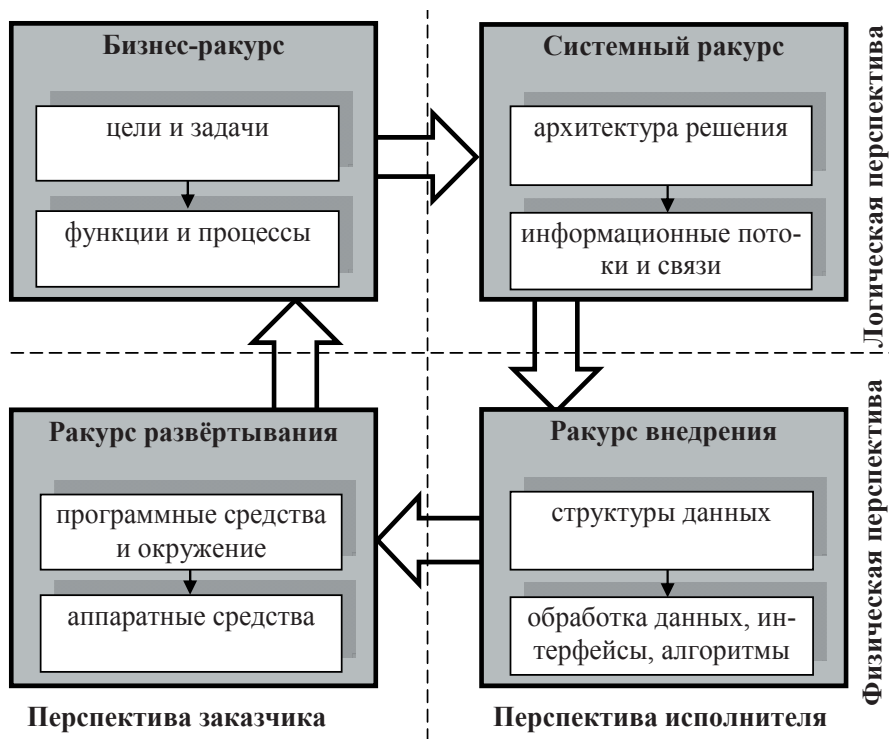 Бизнес-ракурс
цели и задачи
функции и процессы
Системный ракурс
архитектура решения
информационные пото-
ки и связи
Логическая перспектива
Ракурс развёртывания
программные средства
и окружение
аппаратные средства
Ракурс внедрения
структуры данных
обработка данных, ин-
терфейсы, алгоритмы
Физическая перспектива
Перспектива заказчика
Перспектива исполнителя